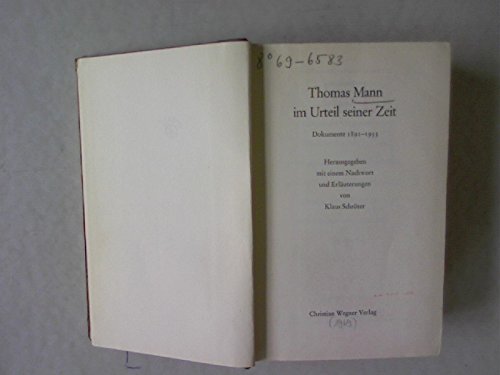 8° 69-6583
Thomas Mann
im Urteil seiner Zeit
Dokumente 1891-1955
Herausgegeben
mit einem Nachwort
und Erläuterungen
von
Klaus Schröter
Christian Wegner Verlag
(1969)